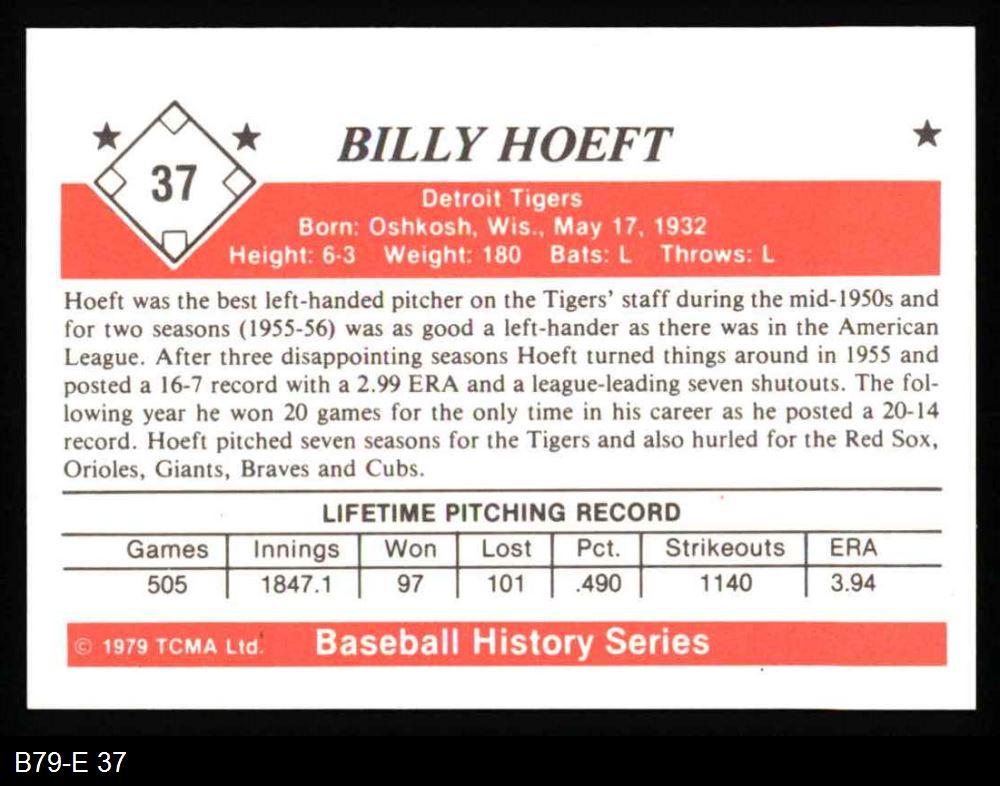 37
BILLY HOEFT
Detroit Tigers
Born: Oshkosh, Wis., May 17, 1932
Height: 6-3 Weight: 180 Bats: L Throws: L
Hoeft was the best left-handed pitcher on the Tigers' staff during the mid-1950s and
for two seasons (1955-56) was as good a left-hander as there was in the American
League. After three disappointing seasons Hoeft turned things around in 1955 and
posted a 16-7 record with a 2.99 ERA and a league-leading seven shutouts. The fol-
lowing year he won 20 games for the only time in his career as he posted a 20-14
record. Hoeft pitched seven seasons for the Tigers and also hurled for the Red Sox,
Orioles, Giants, Braves and Cubs.
LIFETIME PITCHING RECORD
Games Innings Won Lost Pct. Strikeouts ERA
505 1847.1 97 101 .490 1140 3.94
© 1979 TCMA Ltd. Baseball History Series
B79-E 37